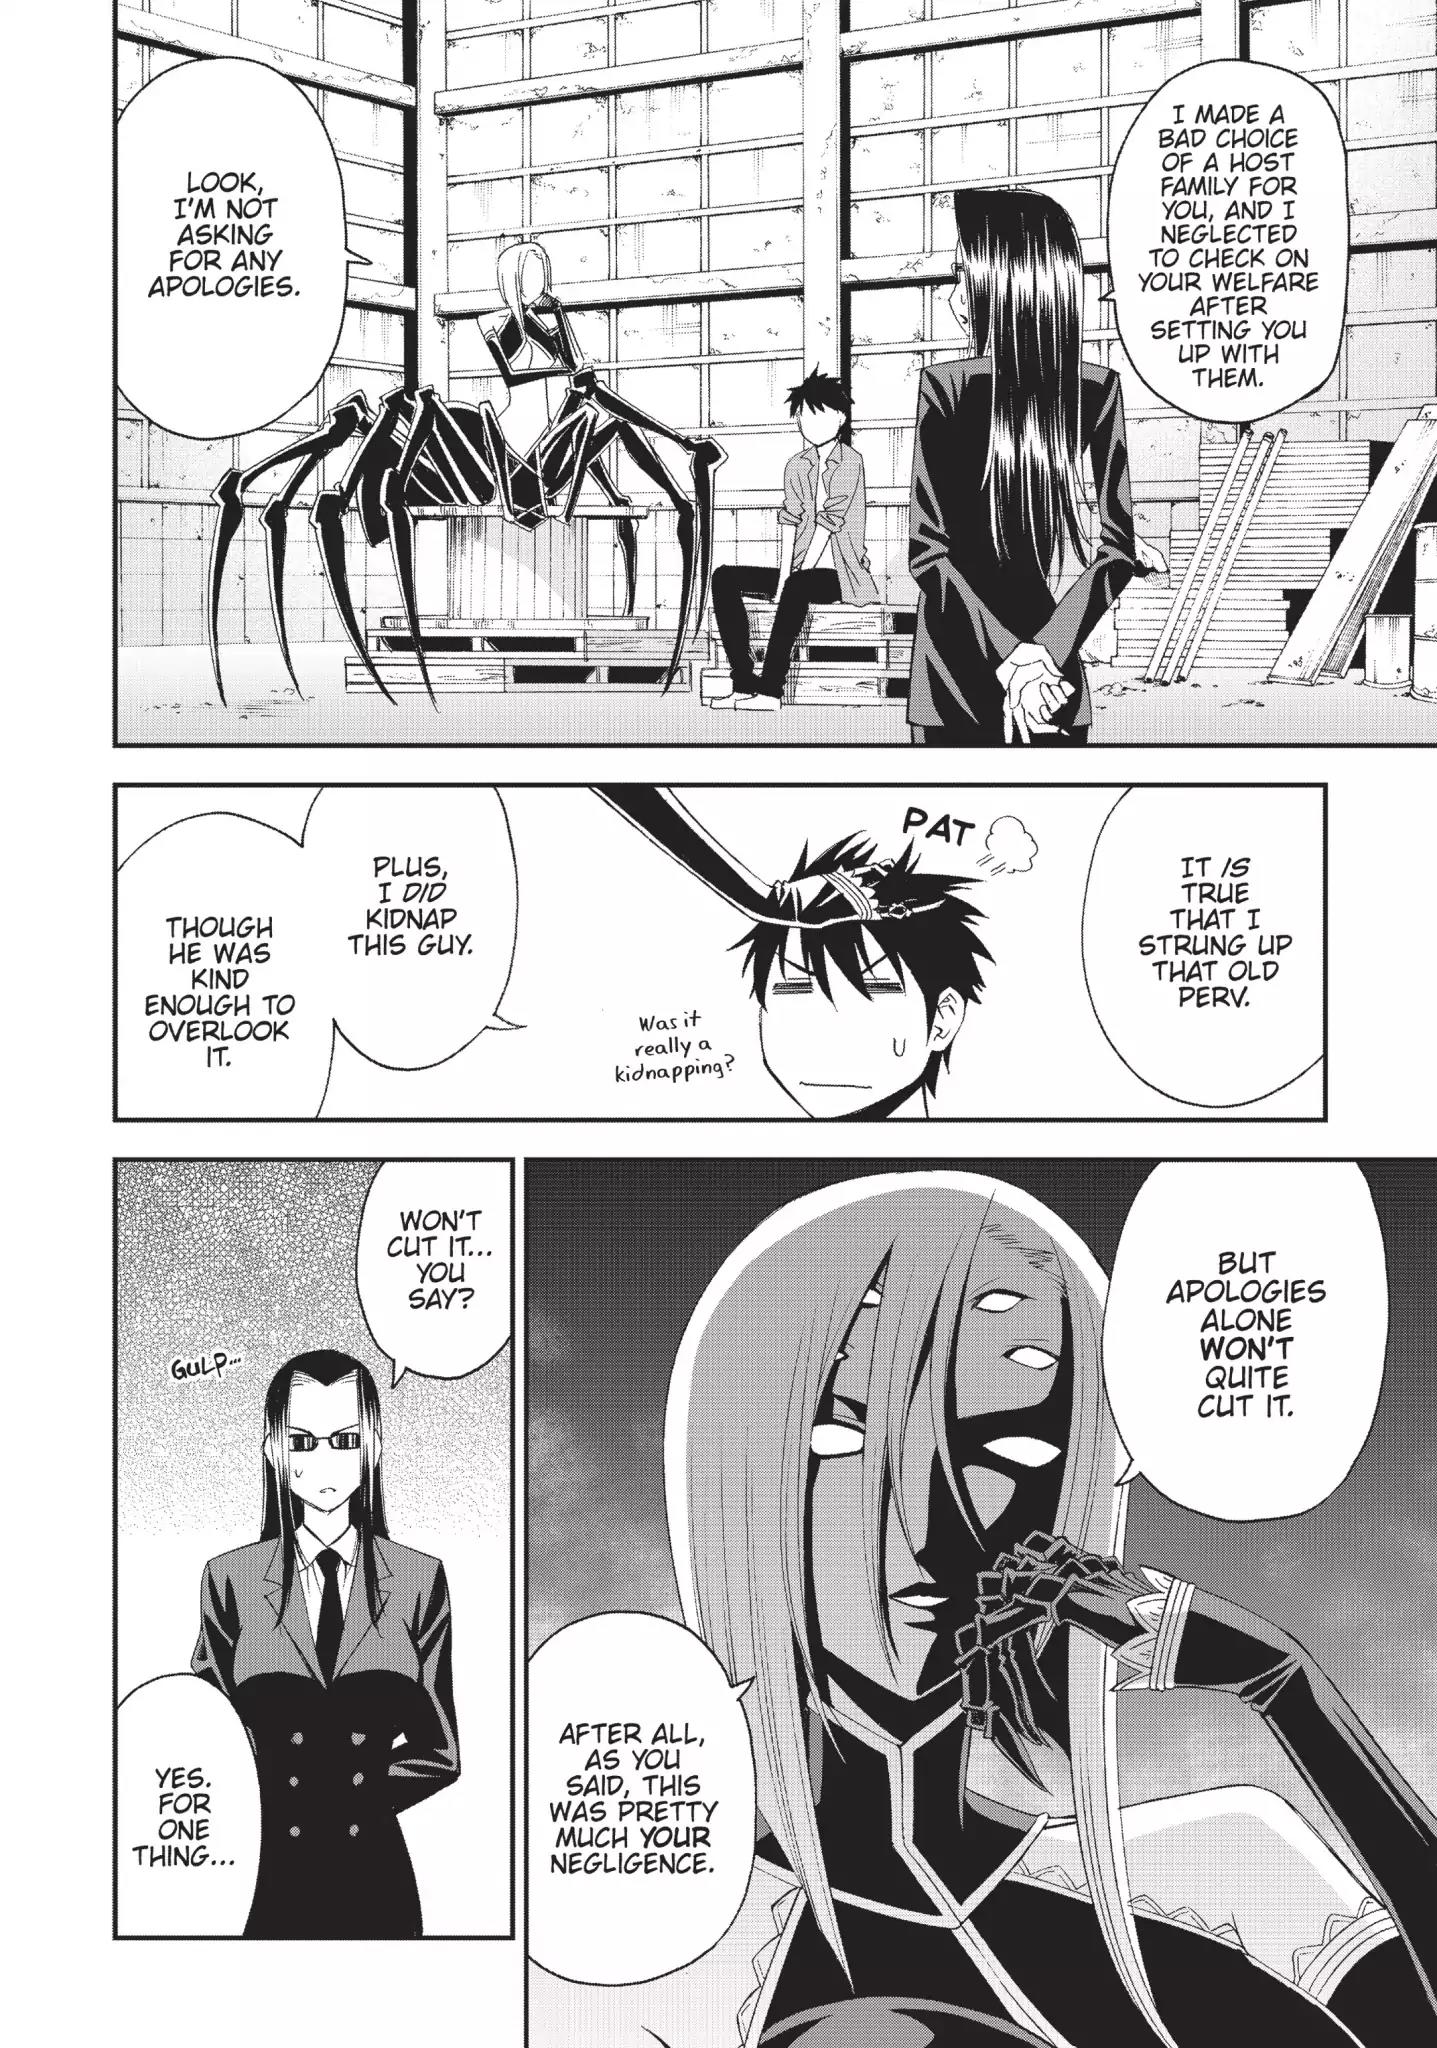 I MADE A
BAD CHOICE
OF A HOST
FAMILY FOR
YOU, AND I
NEGLECTED
TO CHECK ON
YOUR WELFARE
AFTER
SETTING YOU
UP WITH
THEM.
LOOK,
I'M NOT
ASKING
FOR ANY
APOLOGIES.
IT IS
TRUE
THAT I
STRUNG UP
THAT OLD
PERV.
PAT
PLUS,
I DID
KIDNAP
THIS GUY.
Was it
really a
kidnapping?
THOUGH
HE WAS
KIND
ENOUGH TO
OVERLOOK
IT.
BUT
APOLOGIES
ALONE
WON'T
QUITE
CUT IT.
AFTER ALL,
AS YOU
SAID, THIS
WAS PRETTY
MUCH YOUR
NEGLIGENCE.
WON'T
CUT IT...
YOU
SAY?
GULP...
YES.
FOR
ONE
THING...